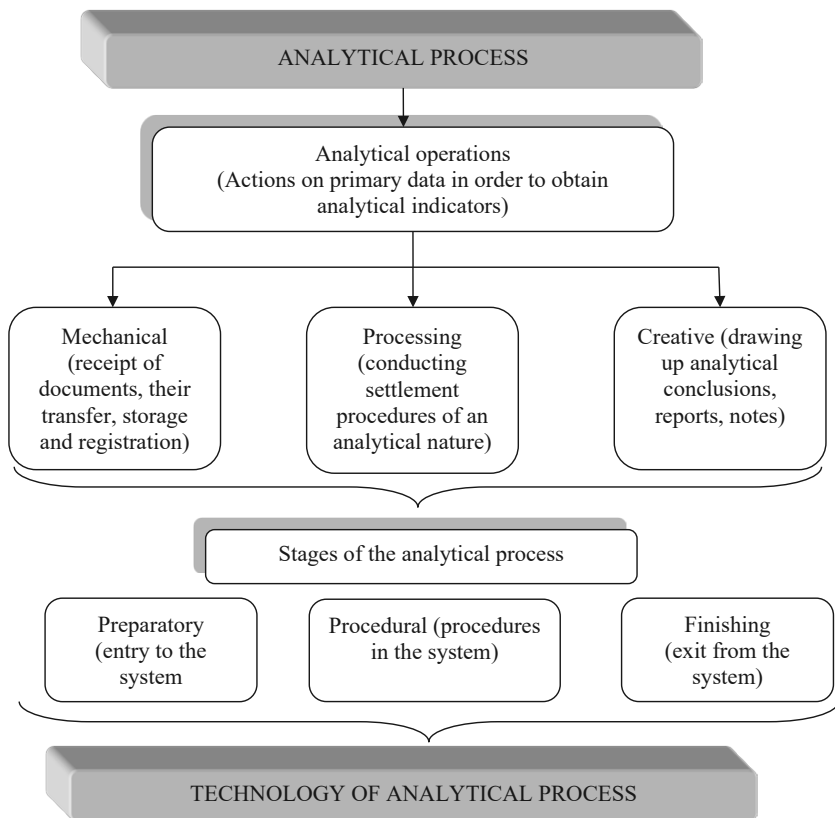 ANALYTICAL PROCESS
Analytical operations
(Actions on primary data in order to obtain
analytical indicators)
Mechanical
(receipt of
documents, their
transfer, storage
and registration)
Processing
(conducting
settlement
procedures of an
analytical nature)
Creative (drawing
up analytical
conclusions,
reports, notes)
Stages of the analytical process
Preparatory
(entry to the
system
Procedural (procedures
in the system)
Finishing
(exit from the
system)
TECHNOLOGY OF ANALYTICAL PROCESS